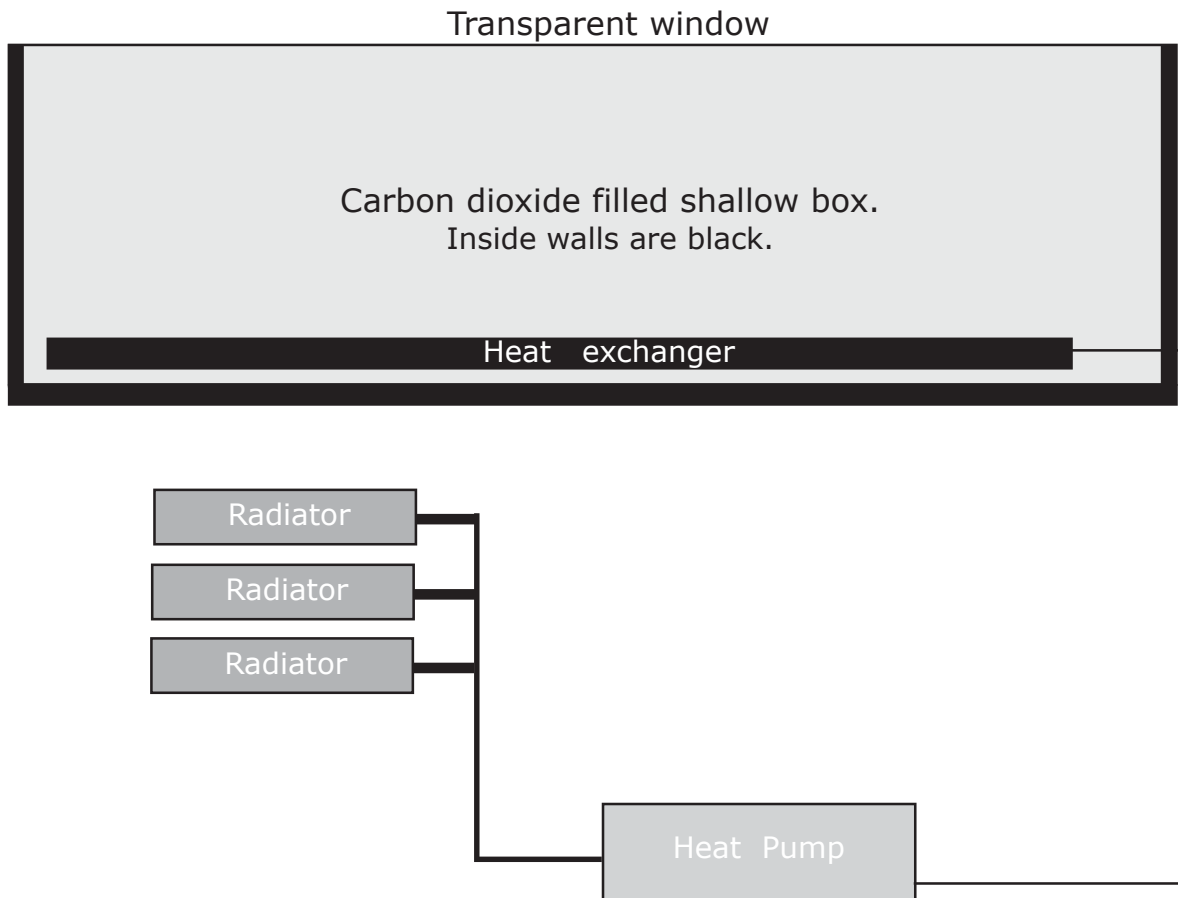 Transparent window
Carbon dioxide filled shallow box.
Inside walls are black.
Heat exchanger
Radiator
Radiator
Radiator
Heat Pump